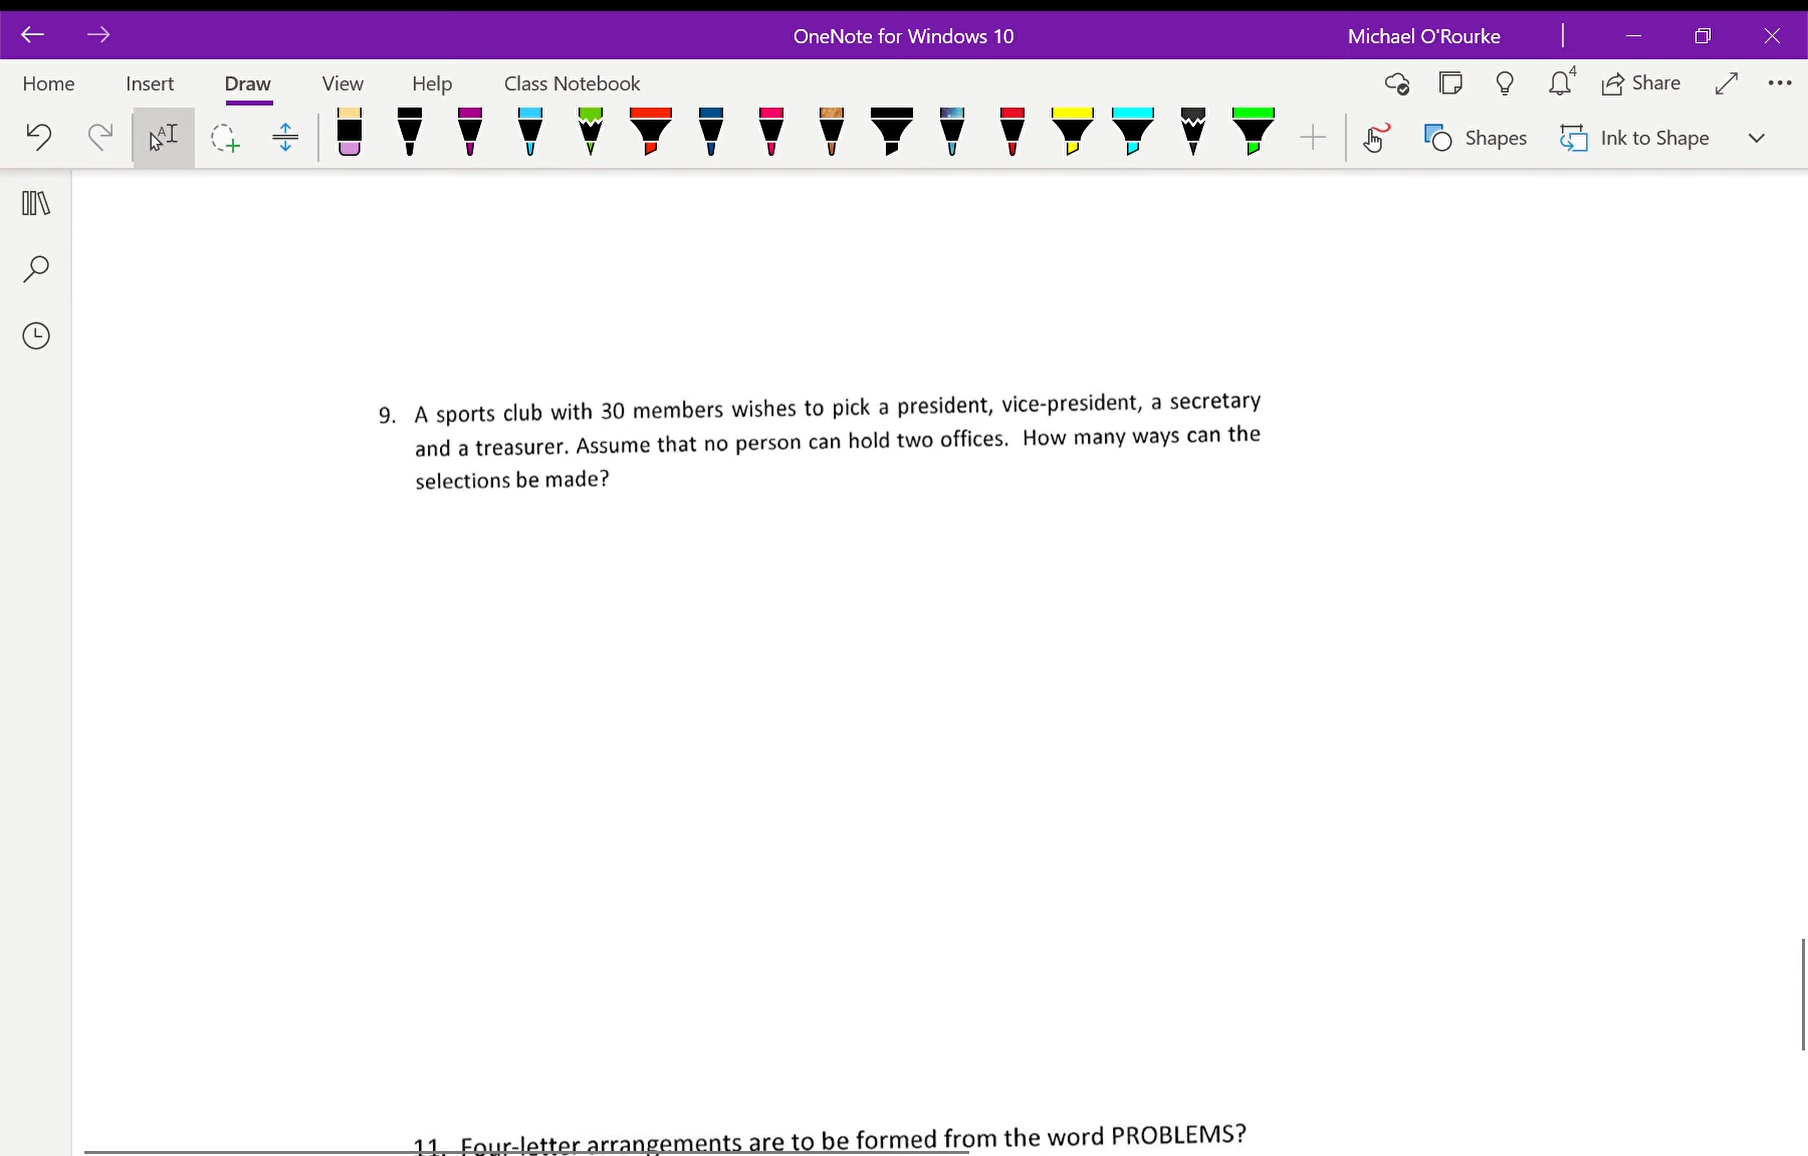 OneNote for Windows 10
Michael O'Rourke
Home Insert Draw View Help Class Notebook
4
Share
Shapes
Ink to Shape
9. A sports club with 30 members wishes to pick a president, vice-president, a secretary
and a treasurer. Assume that no person can hold two offices. How many ways can the
selections be made?
11. Four-letter arrangements are to be formed from the word PROBLEMS?